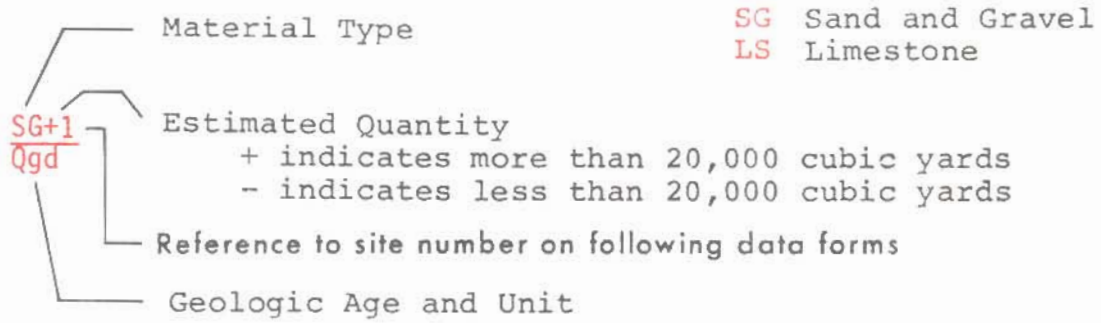 Material Type
SG Sand and Gravel
LS Limestone
SG+1
Qgd
Estimated Quantity
+ indicates more than 20,000 cubic yards
- indicates less than 20,000 cubic yards
Reference to site number on following data forms
Geologic Age and Unit